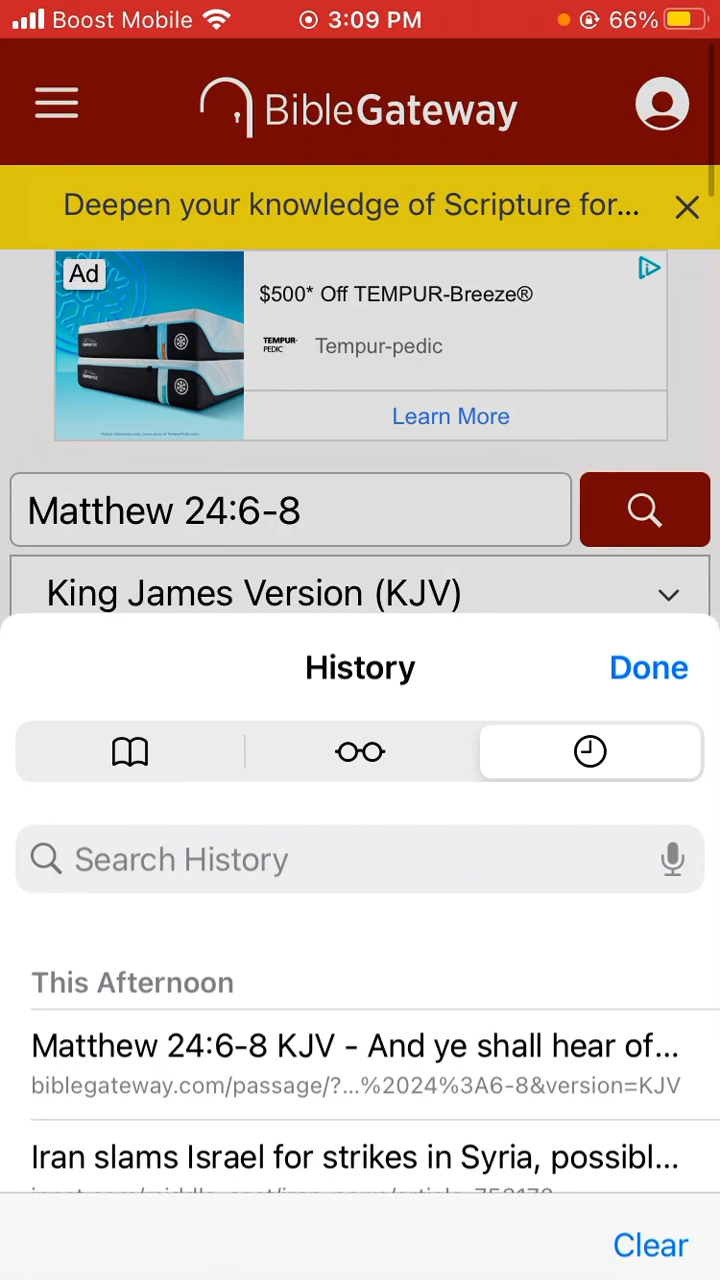 Boost Mobile 3:09 PM 66%
BibleGateway
Deepen your knowledge of Scripture for...
Ad
$500* Off TEMPUR-Breeze®
TEMPUR-
PEDIC
Tempur-pedic
Learn More
Matthew 24:6-8
King James Version (KJV)
History Done
Search History
This Afternoon
Matthew 24:6-8 KJV - And ye shall hear of...
biblegateway.com/passage/?...%2024%3A6-8&version=KJV
Iran slams Israel for strikes in Syria, possibl...
Clear